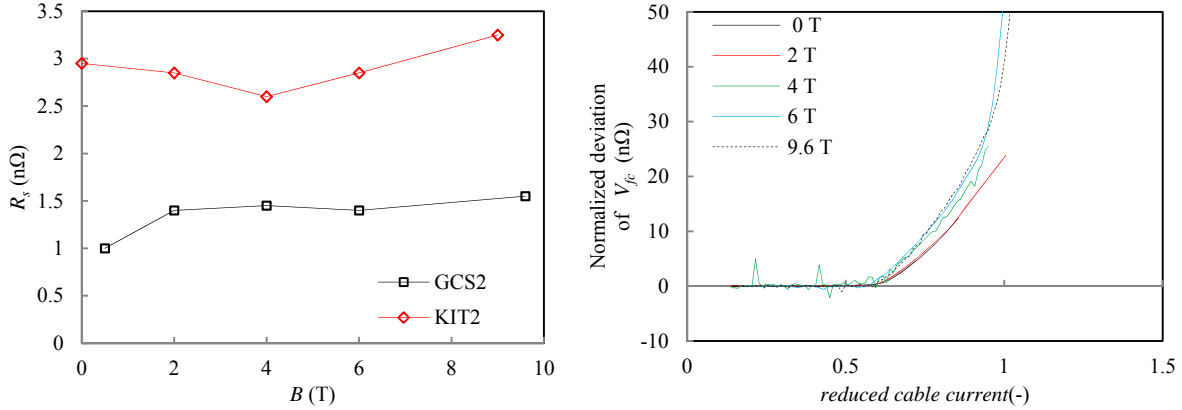 3.5
3
2.5
2
1.5
1
0.5
0
0 2 4 6 8 10
R_s (nΩ)
B (T)
GCS2
KIT2
50
40
30
20
10
0
-10
0 0.5 1 1.5
Normalized deviation
of V_fc (nΩ)
reduced cable current(-)
0 T
2 T
4 T
6 T
9.6 T